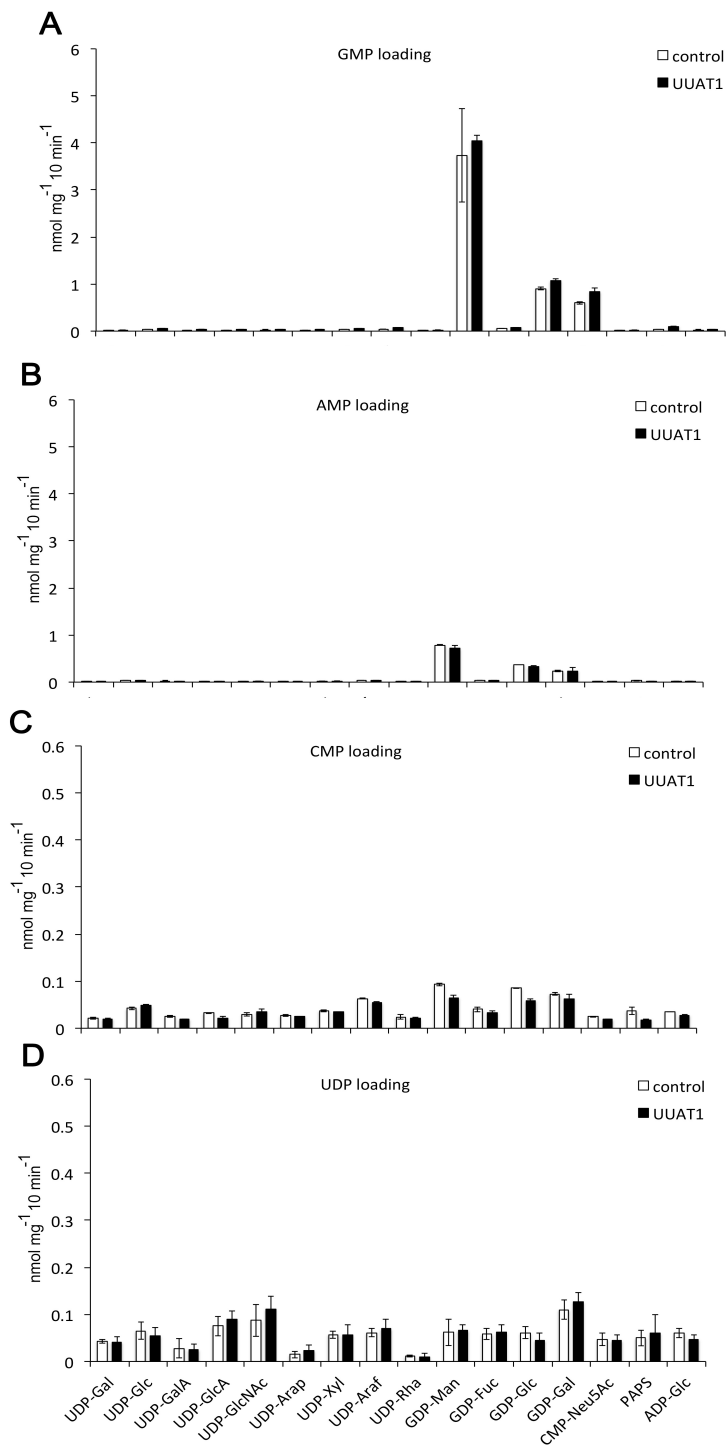 A
GMP loading
control
UUAT1
6
5
4
3
2
1
0
nmol mg-1 10 min-1
B
AMP loading
control
UUAT1
6
5
4
3
2
1
0
nmol mg-1 10 min-1
C
CMP loading
control
UUAT1
0.6
0.5
0.4
0.3
0.2
0.1
0
nmol mg-1 10 min-1
D
UDP loading
control
UUAT1
0.6
0.5
0.4
0.3
0.2
0.1
0
nmol mg-1 10 min-1
UDP-Gal
UDP-Glc
UDP-GalA
UDP-GlcA
UDP-GlcNAc
UDP-Arap
UDP-Xyl
UDP-Araf
UDP-Rha
GDP-Man
GDP-Fuc
GDP-Glc
GDP-Gal
CMP-Neu5Ac
PAPS
ADP-Glc